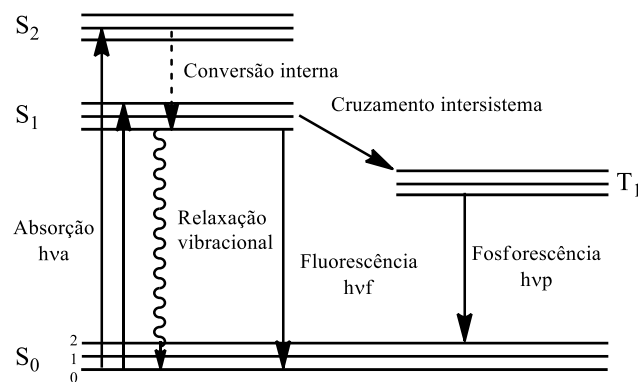 S2
Conversão interna
S1
Cruzamento intersistema
T1
Absorção
hνa
Relaxação
vibracional
Fluorescência
hνf
Fosforescência
hνp
S0
2
1
0